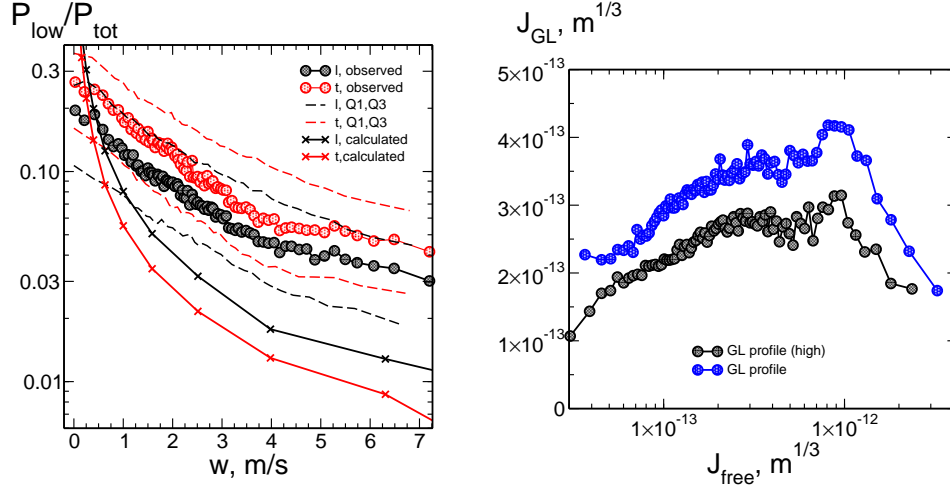 P_low/P_tot
0.3
0.10
0.03
0.01
0 1 2 3 4 5 6 7
w, m/s
l, observed
t, observed
l, Q1,Q3
t, Q1,Q3
l, calculated
t,calculated
J_GL, m^1/3
5×10^-13
4×10^-13
3×10^-13
2×10^-13
1×10^-13
0
1×10^-13 1×10^-12
J_free, m^1/3
GL profile (high)
GL profile